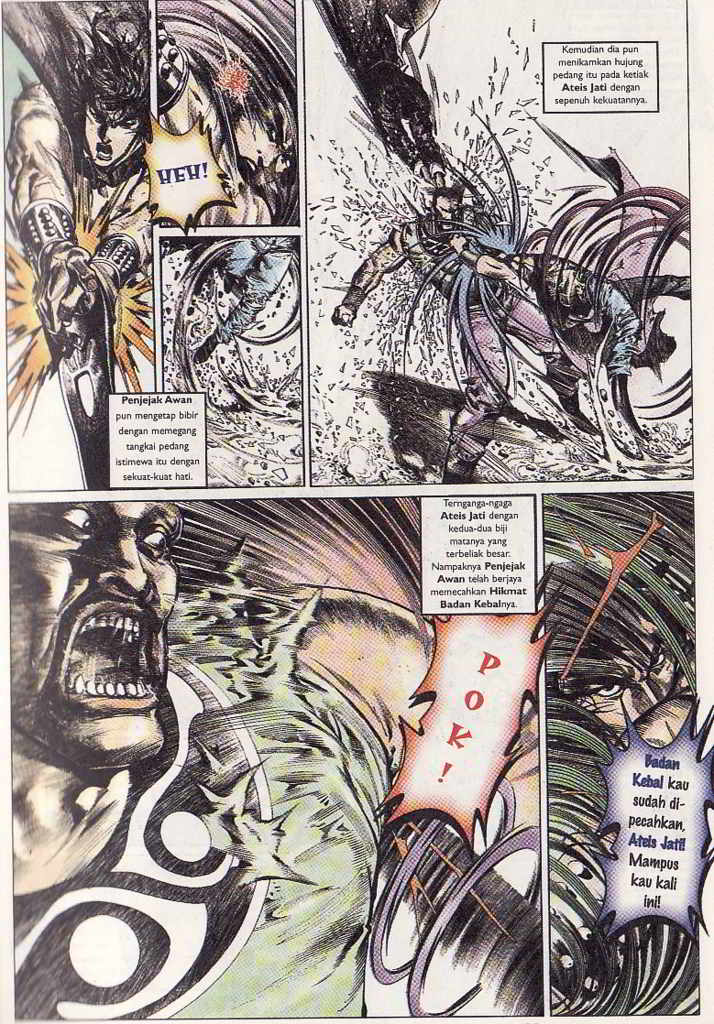 HEH!
Penjejak Awan
pun mengetap bibir
dengan memegang
tangkai pedang
istimewa itu dengan
sekuat-kuat hati.
Kemudian dia pun
menikamkan hujung
pedang itu pada ketiak
Ateis Jati dengan
sepenuh kekuatannya.
Ternganga-ngaga
Ateis Jati dengan
kedua-dua biji
matanya yang
terbeliak besar.
Nampaknya Penjejak
Awan telah berjaya
memecahkan Hikmat
Badan Kebalnya.
POK!
Badan
Kebal kau
sudah di-
pecahkan,
Ateis Jati!
Mampus
kau kali
ini!